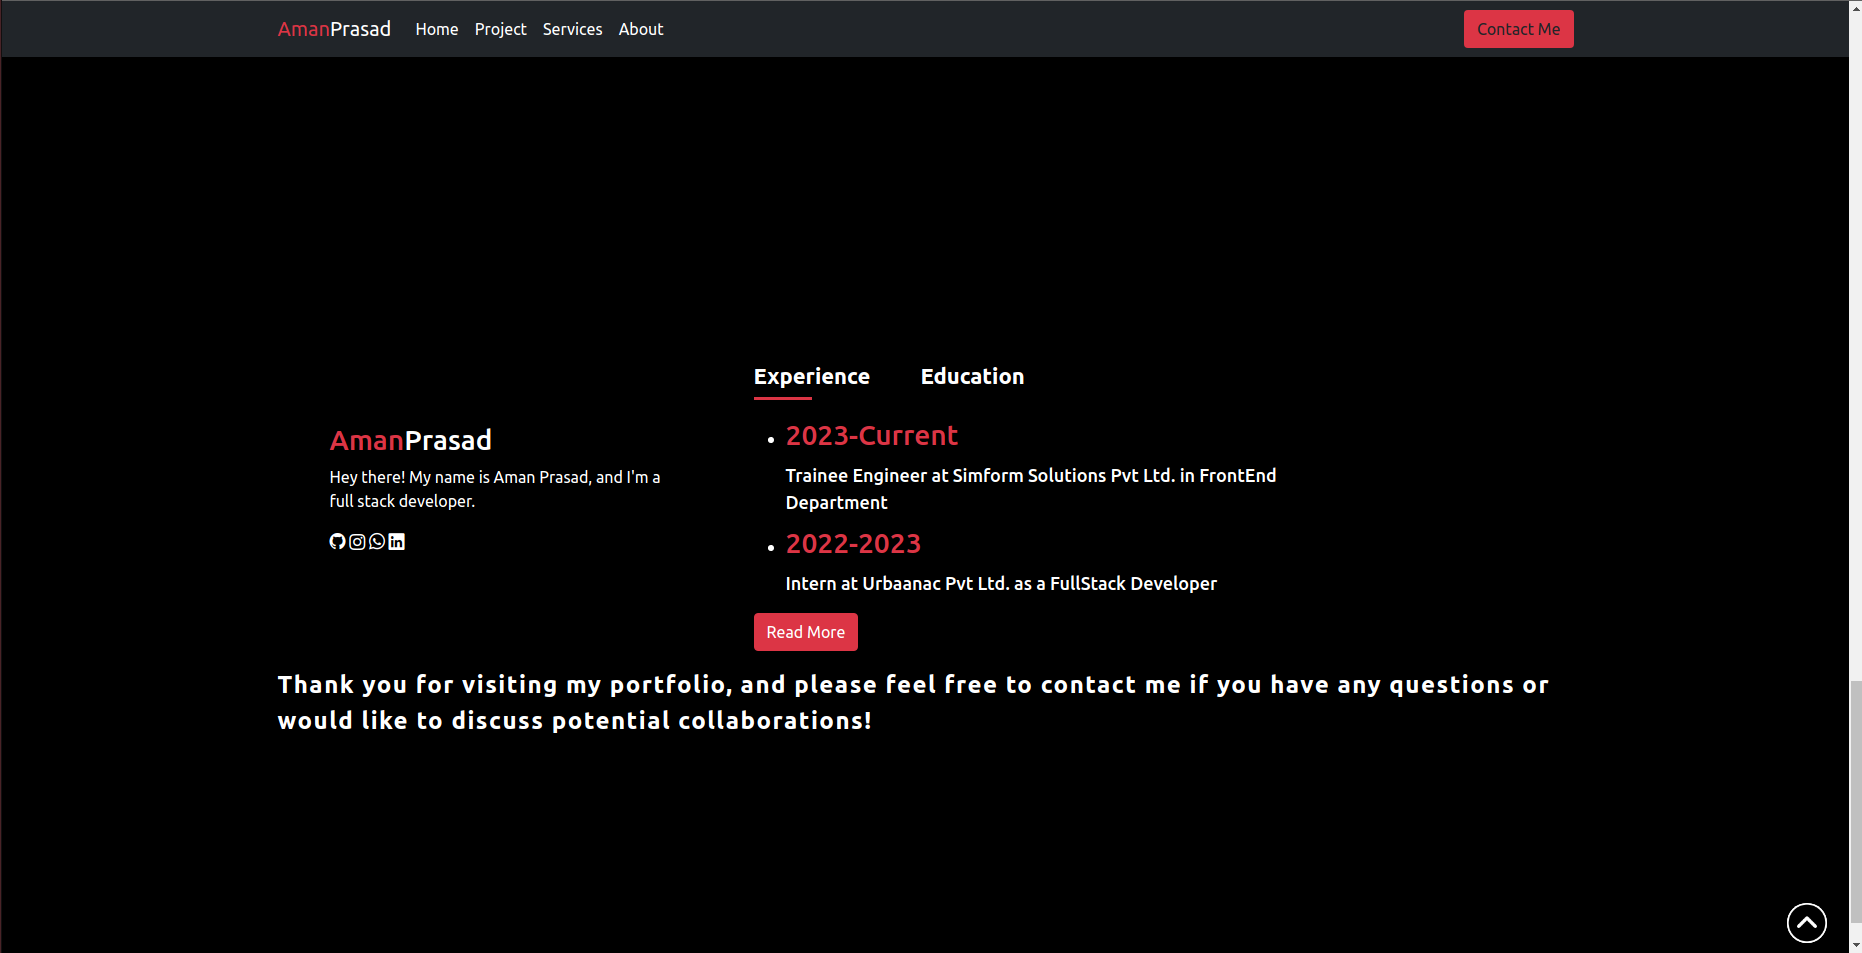 AmanPrasad Home Project Services About Contact Me
Experience Education
AmanPrasad
Hey there! My name is Aman Prasad, and I'm a
full stack developer.
2023-Current
Trainee Engineer at Simform Solutions Pvt Ltd. in FrontEnd
Department
2022-2023
Intern at Urbaanac Pvt Ltd. as a FullStack Developer
Read More
Thank you for visiting my portfolio, and please feel free to contact me if you have any questions or
would like to discuss potential collaborations!